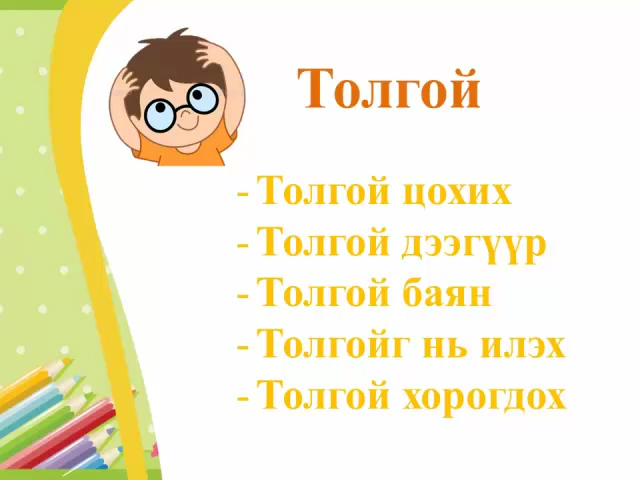 Толгой
- Толгой цохих
- Толгой дээгүүр
- Толгой баян
- Толгойг нь илэх
- Толгой хорогдох